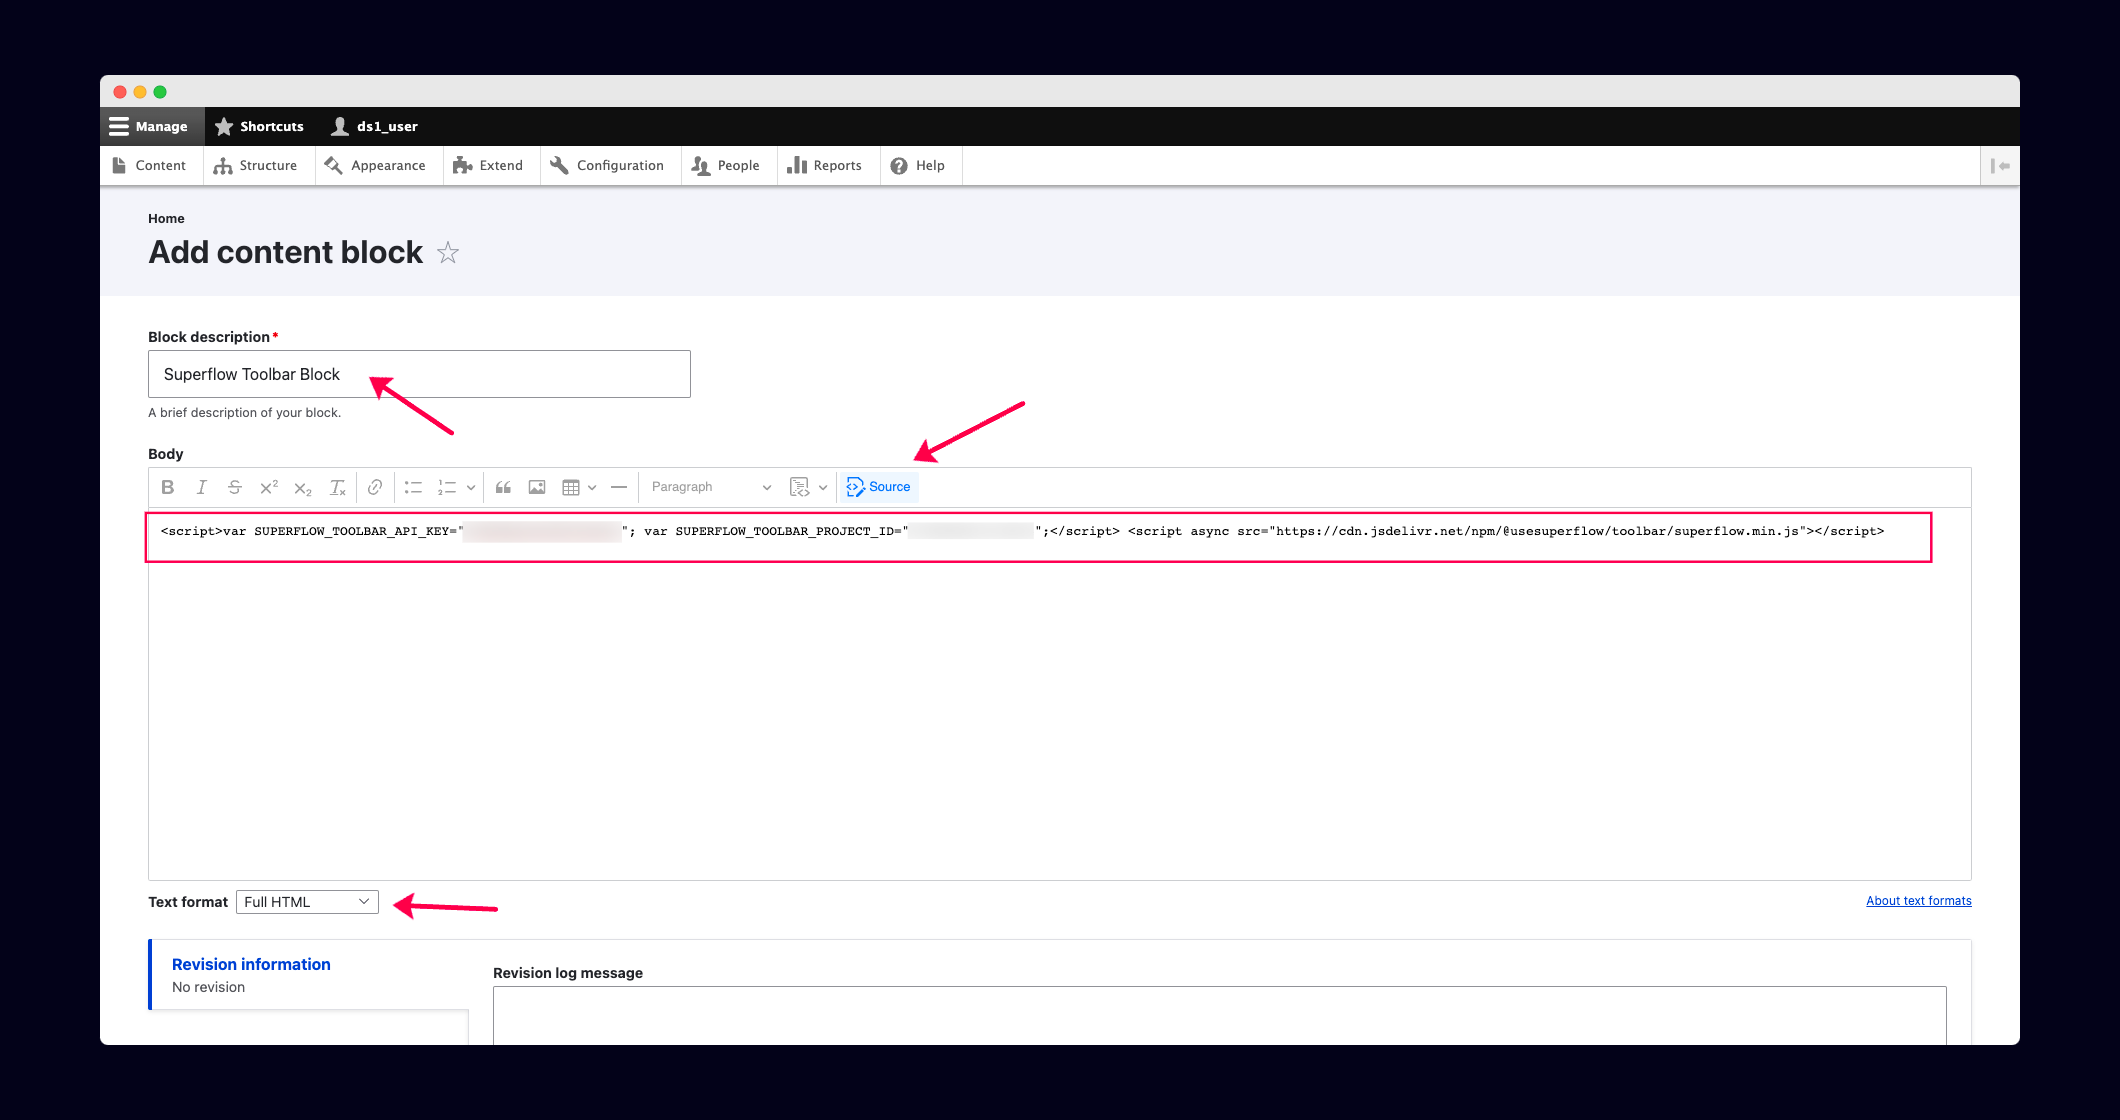 Manage Shortcuts ds1_user
Content Structure Appearance Extend Configuration People Reports Help
Home
Add content block
Block description*
Superflow Toolbar Block
A brief description of your block.
Body
B I S x² x₂ Tx Paragraph Source
<script>var SUPERFLOW_TOOLBAR_API_KEY=" "; var SUPERFLOW_TOOLBAR_PROJECT_ID=" ";</script> <script async src="https://cdn.jsdelivr.net/npm/@usesuperflow/toolbar/superflow.min.js"></script>
Text format Full HTML About text formats
Revision information
No revision
Revision log message